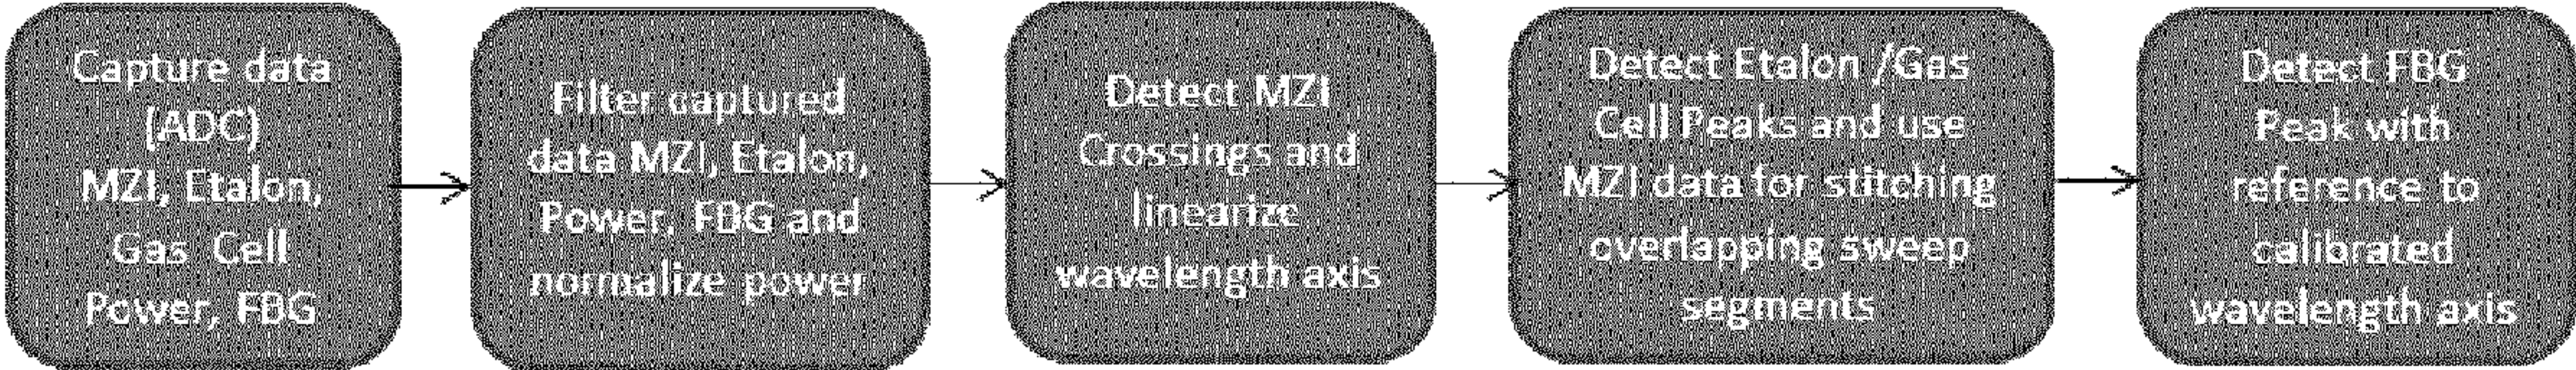 Capture data
(ADC)
MZI, Etalon,
Gas Cell
Power, FBG
Filter captured
data MZI, Etalon,
Power, FBG and
normalize power
Detect MZI
Crossings and
linearize
wavelength axis
Detect Etalon /Gas
Cell Peaks and use
MZI data for stitching
overlapping sweep
segments
Detect FBG
Peak with
reference to
calibrated
wavelength axis